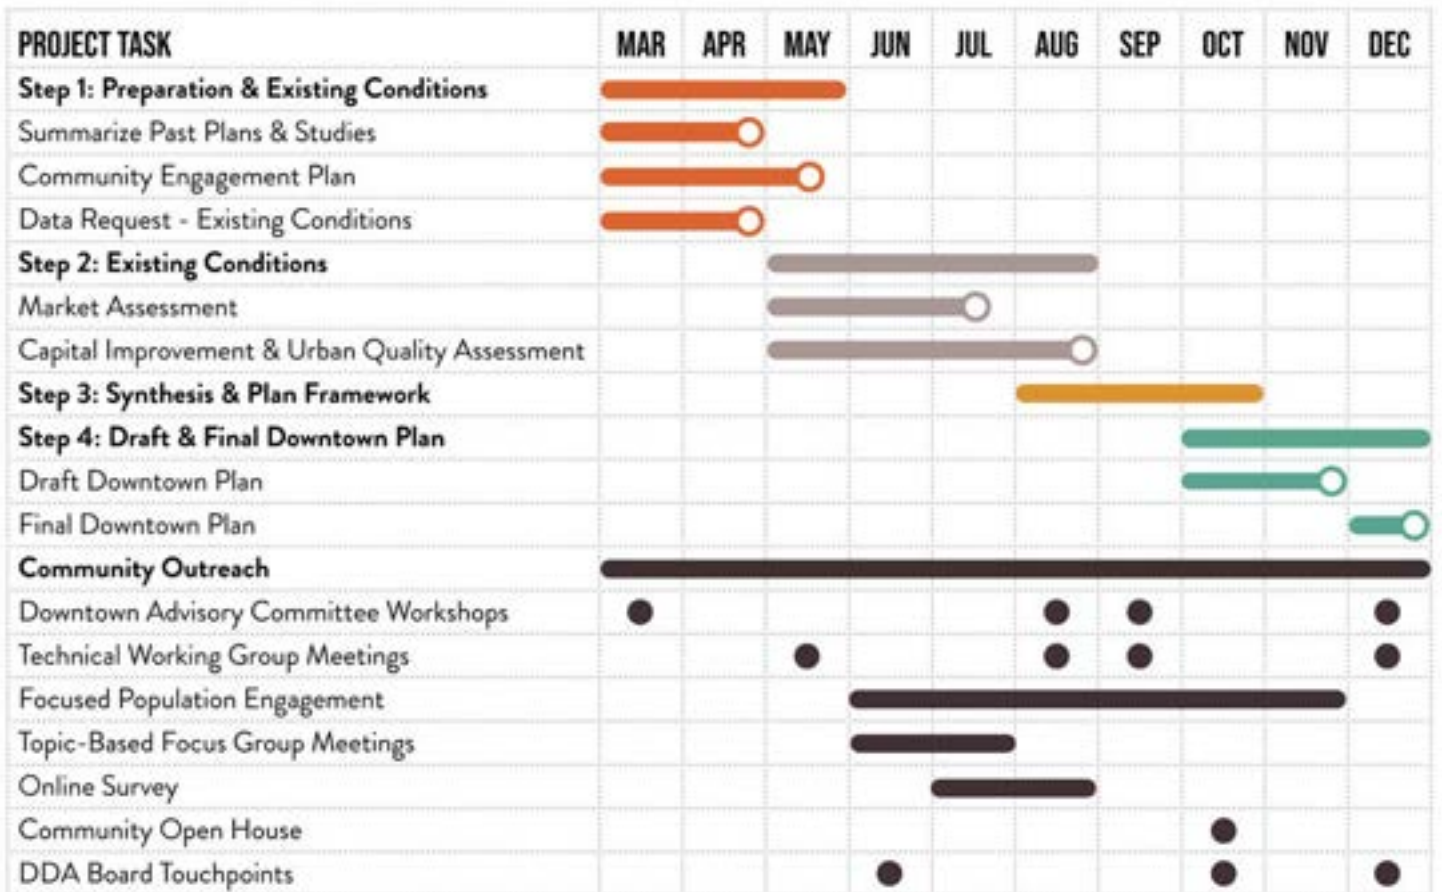 PROJECT TASK MAR APR MAY JUN JUL AUG SEP OCT NOV DEC
Step 1: Preparation & Existing Conditions
Summarize Past Plans & Studies
Community Engagement Plan
Data Request - Existing Conditions
Step 2: Existing Conditions
Market Assessment
Capital Improvement & Urban Quality Assessment
Step 3: Synthesis & Plan Framework
Step 4: Draft & Final Downtown Plan
Draft Downtown Plan
Final Downtown Plan
Community Outreach
Downtown Advisory Committee Workshops
Technical Working Group Meetings
Focused Population Engagement
Topic-Based Focus Group Meetings
Online Survey
Community Open House
DDA Board Touchpoints